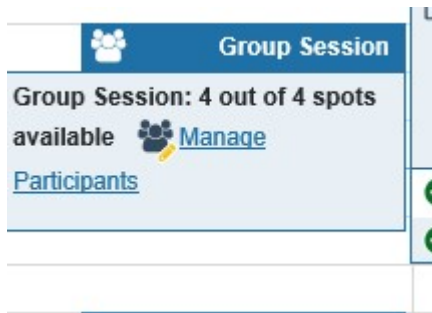 Group Session
Group Session: 4 out of 4 spots
available Manage
Participants